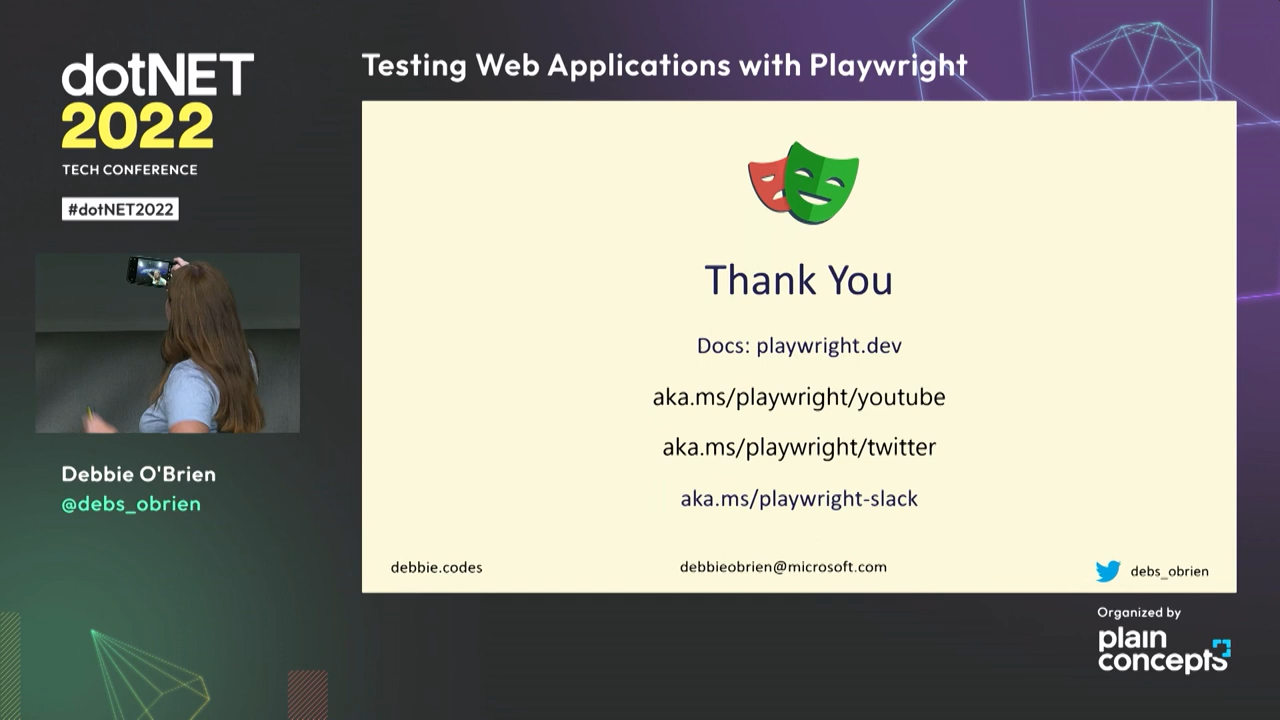 dotNET
2022
TECH CONFERENCE
#dotNET2022
Debbie O'Brien
@debs_obrien
Testing Web Applications with Playwright
Thank You
Docs: playwright.dev
aka.ms/playwright/youtube
aka.ms/playwright/twitter
aka.ms/playwright-slack
debbie.codes
debbieobrien@microsoft.com
debs_obrien
Organized by
plain
concepts